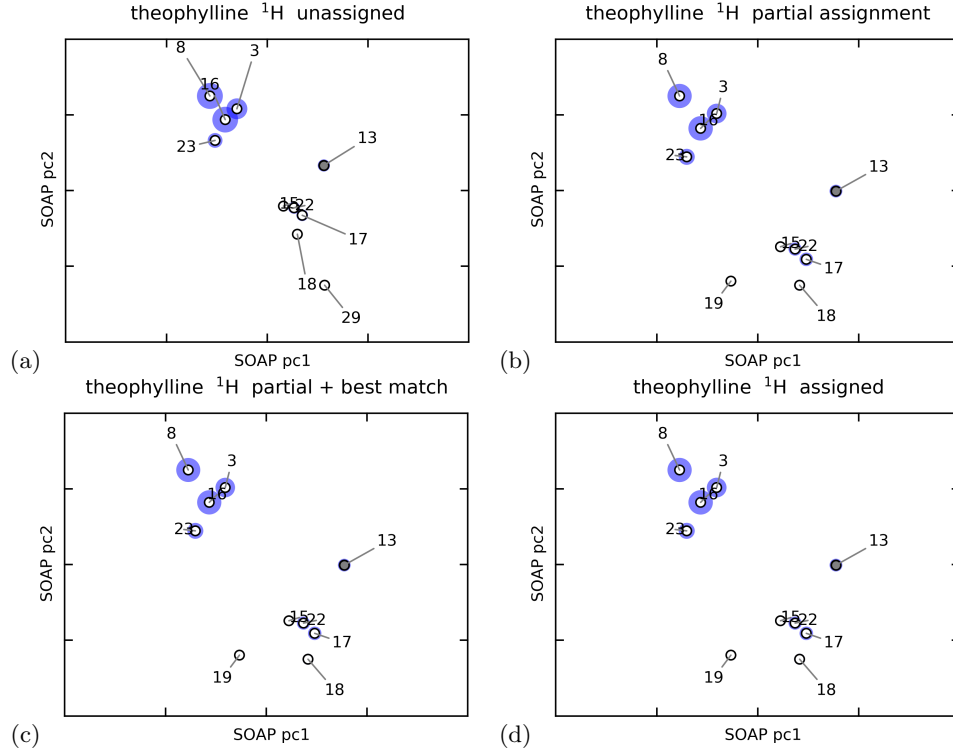 theophylline ¹H unassigned
8
3
16
23
13
15
22
17
18
29
SOAP pc2
SOAP pc1
(a)
theophylline ¹H partial assignment
8
3
16
23
13
15
22
17
19
18
SOAP pc2
SOAP pc1
(b)
theophylline ¹H partial + best match
8
3
16
23
13
15
22
17
19
18
SOAP pc2
SOAP pc1
(c)
theophylline ¹H assigned
8
3
16
23
13
15
22
17
19
18
SOAP pc2
SOAP pc1
(d)